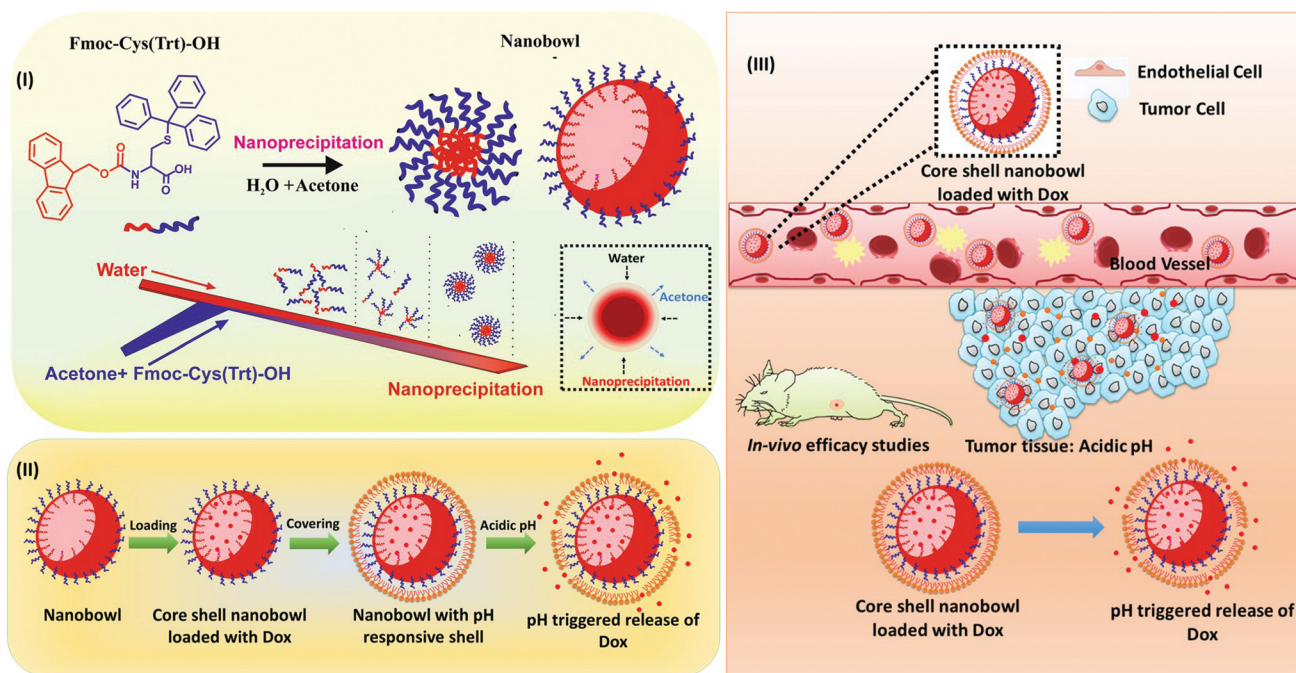 Fmoc-Cys(Trt)-OH
Nanobowl
-
(I)
S
O
O
N
H
O
OH
Nanoprecipitation
H₂O +Acetone
Water
Acetone+ Fmoc-Cys(Trt)-OH
Nanoprecipitation
Water
Acetone
Nanoprecipitation
(II)
Loading
Covering
Acidic pH
Nanobowl
Core shell nanobowl
loaded with Dox
Nanobowl with pH
responsive shell
pH triggered release of
Dox
(III)
Endothelial Cell
Tumor Cell
Core shell nanobowl
loaded with Dox
Blood Vessel
In-vivo efficacy studies
Tumor tissue: Acidic pH
Core shell nanobowl
loaded with Dox
pH triggered release of
Dox